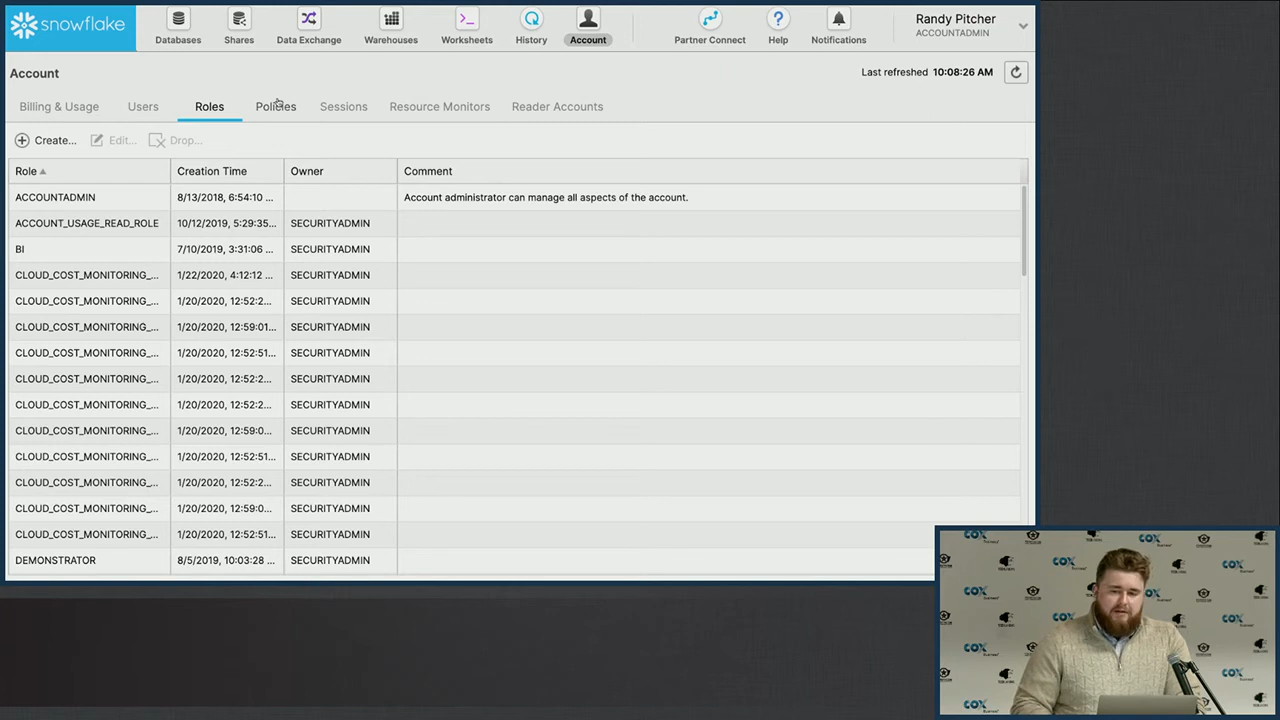 snowflake
Databases Shares Data Exchange Warehouses Worksheets History Account Partner Connect Help Notifications
Randy Pitcher
ACCOUNTADMIN
Account
Last refreshed 10:08:26 AM
Billing & Usage Users Roles Policies Sessions Resource Monitors Reader Accounts
Create... Edit... Drop...
Role Creation Time Owner Comment
ACCOUNTADMIN 8/13/2018, 6:54:10 ... Account administrator can manage all aspects of the account.
ACCOUNT_USAGE_READ_ROLE 10/12/2019, 5:29:35... SECURITYADMIN
BI 7/10/2019, 3:31:06 ... SECURITYADMIN
CLOUD_COST_MONITORING_... 1/22/2020, 4:12:12 ... SECURITYADMIN
CLOUD_COST_MONITORING_... 1/20/2020, 12:52:2... SECURITYADMIN
CLOUD_COST_MONITORING_... 1/20/2020, 12:59:01... SECURITYADMIN
CLOUD_COST_MONITORING_... 1/20/2020, 12:52:51... SECURITYADMIN
CLOUD_COST_MONITORING_... 1/20/2020, 12:52:2... SECURITYADMIN
CLOUD_COST_MONITORING_... 1/20/2020, 12:52:2... SECURITYADMIN
CLOUD_COST_MONITORING_... 1/20/2020, 12:59:0... SECURITYADMIN
CLOUD_COST_MONITORING_... 1/20/2020, 12:52:51... SECURITYADMIN
CLOUD_COST_MONITORING_... 1/20/2020, 12:52:2... SECURITYADMIN
CLOUD_COST_MONITORING_... 1/20/2020, 12:59:0... SECURITYADMIN
CLOUD_COST_MONITORING_... 1/20/2020, 12:52:51... SECURITYADMIN
DEMONSTRATOR 8/5/2019, 10:03:28 ... SECURITYADMIN
COX COX
COX COX
COX
COX
COX COX